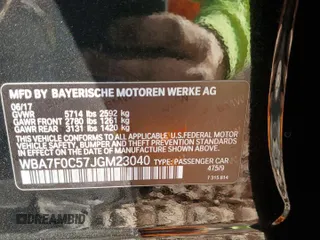 MFD BY BAYERISCHE MOTOREN WERKE AG
06/17
GVWR 5714 lbs 2592 kg
GAWR FRONT 2780 lbs 1261 kg
GAWR REAR 3131 lbs 1420 kg
THIS VEHICLE CONFORMS TO ALL APPLICABLE U.S. FEDERAL
MOTOR VEHICLE SAFETY, BUMPER, AND THEFT PREVENTION
STANDARDS IN EFFECT ON THE DATE OF MANUFACTURE SHOWN ABOVE.
WBA7F0C57JGM23040 TYPE: PASSENGER CAR
475/9